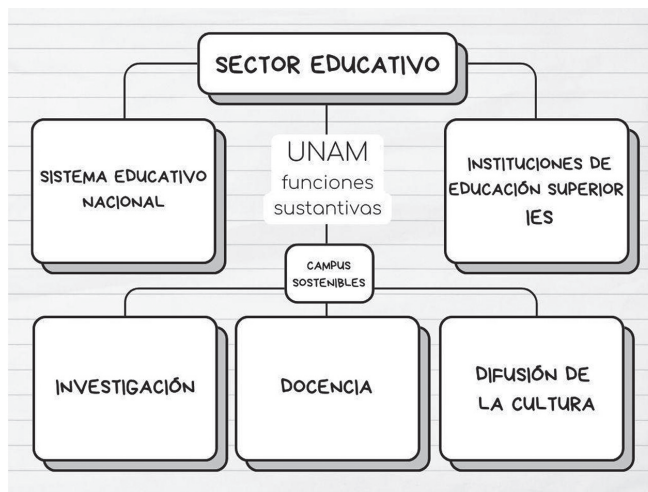 SECTOR EDUCATIVO
SISTEMA EDUCATIVO
NACIONAL
UNAM
funciones
sustantivas
INSTITUCIONES DE
EDUCACIÓN SUPERIOR
IES
CAMPUS
SOSTENIBLES
INVESTIGACIÓN
DOCENCIA
DIFUSIÓN DE
LA CULTURA